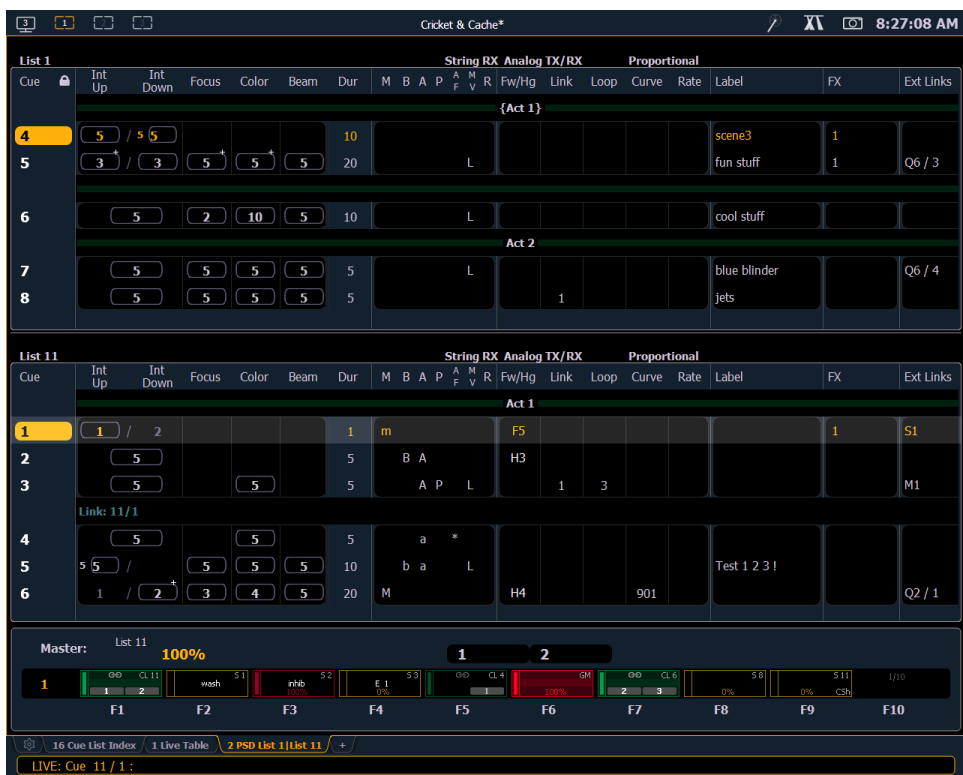 3 1 2 3 Cricket & Cache* 8:27:08 AM
List 1 String RX Analog TX/RX Proportional
Cue Int Up Int Down Focus Color Beam Dur M B A P AF MV R Fw/Hg Link Loop Curve Rate Label FX Ext Links
{Act 1}
4 5 / 5 5 10 scene3 1
5 3 + / 3 5 + 5 + 5 20 L fun stuff 1 Q6 / 3
6 5 2 10 5 10 L cool stuff
Act 2
7 5 5 5 5 5 L blue blinder Q6 / 4
8 5 5 5 5 5 1 jets
List 11 String RX Analog TX/RX Proportional
Cue Int Up Int Down Focus Color Beam Dur M B A P AF MV R Fw/Hg Link Loop Curve Rate Label FX Ext Links
Act 1
1 1 / 2 1 m F5 1 S1
2 5 5 B A H3
3 5 5 5 A P L 1 3 M1
Link: 11/1
4 5 5 5 a *
5 5 5 / 5 5 5 10 b a L Test 1 2 3 !
6 1 / 2 + 3 4 5 20 M H4 901 Q2 / 1
Master: List 11 100% 1 2
1 CL 11 1 2 wash S 1 inhib S 2 100% E 1 S 3 0% CL 4 1 GM 100% CL 6 2 3 S 8 0% S 11 0% CSh 1/10
F1 F2 F3 F4 F5 F6 F7 F8 F9 F10
16 Cue List Index 1 Live Table 2 PSD List 1|List 11 +
LIVE: Cue 11 / 1 :